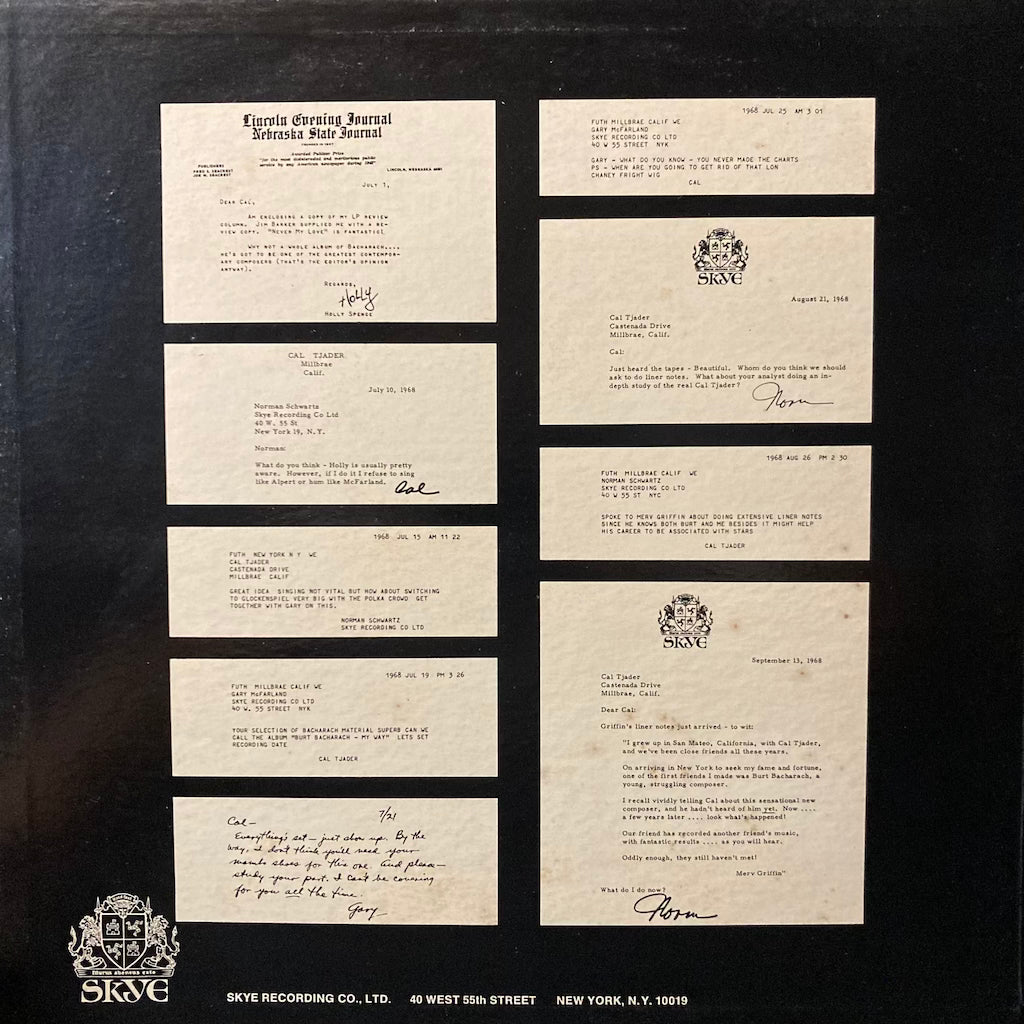 Lincoln Evening Journal
Nebraska State Journal
FOUNDED IN 1867
Awarded Pulitzer Prize
"for the most disinterested and meritorious public
service by any American newspaper during 1948"
PUBLISHERS
FRED S. SEACREST
JOE W. SEACREST
LINCOLN, NEBRASKA 68501
JULY 1,
DEAR CAL,
AM ENCLOSING A COPY OF MY LP REVIEW
COLUMN. JIM BARKER SUPPLIED ME WITH A RE-
VIEW COPY. "NEVER MY LOVE" IS FANTASTIC!
WHY NOT A WHOLE ALBUM OF BACHARACH....
HE'S GOT TO BE ONE OF THE GREATEST CONTEMPOR-
ARY COMPOSERS (THAT'S THE EDITOR'S OPINION
ANYWAY).
REGARDS,
Holly
HOLLY SPENCE
CAL TJADER
Millbrae
Calif.
July 10, 1968
Norman Schwartz
Skye Recording Co Ltd
40 W. 55 St
New York 19, N.Y.
Norman:
What do you think - Holly is usually pretty
aware. However, if I do it I refuse to sing
like Alpert or hum like McFarland.
Cal
1968 JUL 15 AM 11 22
FUTH NEW YORK N Y WE
CAL TJADER
CASTENADA DRIVE
MILLBRAE CALIF
GREAT IDEA SINGING NOT VITAL BUT HOW ABOUT SWITCHING
TO GLOCKENSPIEL VERY BIG WITH THE POLKA CROWD GET
TOGETHER WITH GARY ON THIS.
NORMAN SCHWARTZ
SKYE RECORDING CO LTD
1968 JUL 19 PM 3 26
FUTH MILLBRAE CALIF WE
GARY McFARLAND
SKYE RECORDING CO LTD
40 W. 55 STREET NYK
YOUR SELECTION OF BACHARACH MATERIAL SUPERB CAN WE
CALL THE ALBUM "BURT BACHARACH - MY WAY" LETS SET
RECORDING DATE
CAL TJADER
7/21
Cal-
Everything's set - just show up. By the
way, I don't think you'll need your
mambo shoes for this one. And please -
study your part. I can't be covering
for you all the time.
Gary
1968 JUL 25 AM 3 01
FUTH MILLBRAE CALIF WE
GARY McFARLAND
SKYE RECORDING CO LTD
40 W 55 STREET NYK
GARY - WHAT DO YOU KNOW - YOU NEVER MADE THE CHARTS
PS - WHEN ARE YOU GOING TO GET RID OF THAT LON
CHANEY FRIGHT WIG
CAL
SKYE
August 21, 1968
Cal Tjader
Castenada Drive
Millbrae, Calif.
Cal:
Just heard the tapes - Beautiful. Whom do you think we should
ask to do liner notes. What about your analyst doing an in-
depth study of the real Cal Tjader?
Norm
1968 AUG 26 PM 2 30
FUTH MILLBRAE CALIF WE
NORMAN SCHWARTZ
SKYE RECORDING CO LTD
40 W 55 ST NYC
SPOKE TO MERV GRIFFIN ABOUT DOING EXTENSIVE LINER NOTES
SINCE HE KNOWS BOTH BURT AND ME BESIDES IT MIGHT HELP
HIS CAREER TO BE ASSOCIATED WITH STARS
CAL TJADER
SKYE
September 13, 1968
Cal Tjader
Castenada Drive
Millbrae, Calif.
Dear Cal:
Griffin's liner notes just arrived - to wit:
"I grew up in San Mateo, California, with Cal Tjader,
and we've been close friends all these years.
On arriving in New York to seek my fame and fortune,
one of the first friends I made was Burt Bacharach, a
young, struggling composer.
I recall vividly telling Cal about this sensational new
composer, and he hadn't heard of him yet. Now ....
a few years later .... look what's happened!
Our friend has recorded another friend's music,
with fantastic results .... as you will hear.
Oddly enough, they still haven't met!
Merv Griffin"
What do I do now?
Norm
SKYE
SKYE RECORDING CO., LTD. 40 WEST 55th STREET NEW YORK, N.Y. 10019